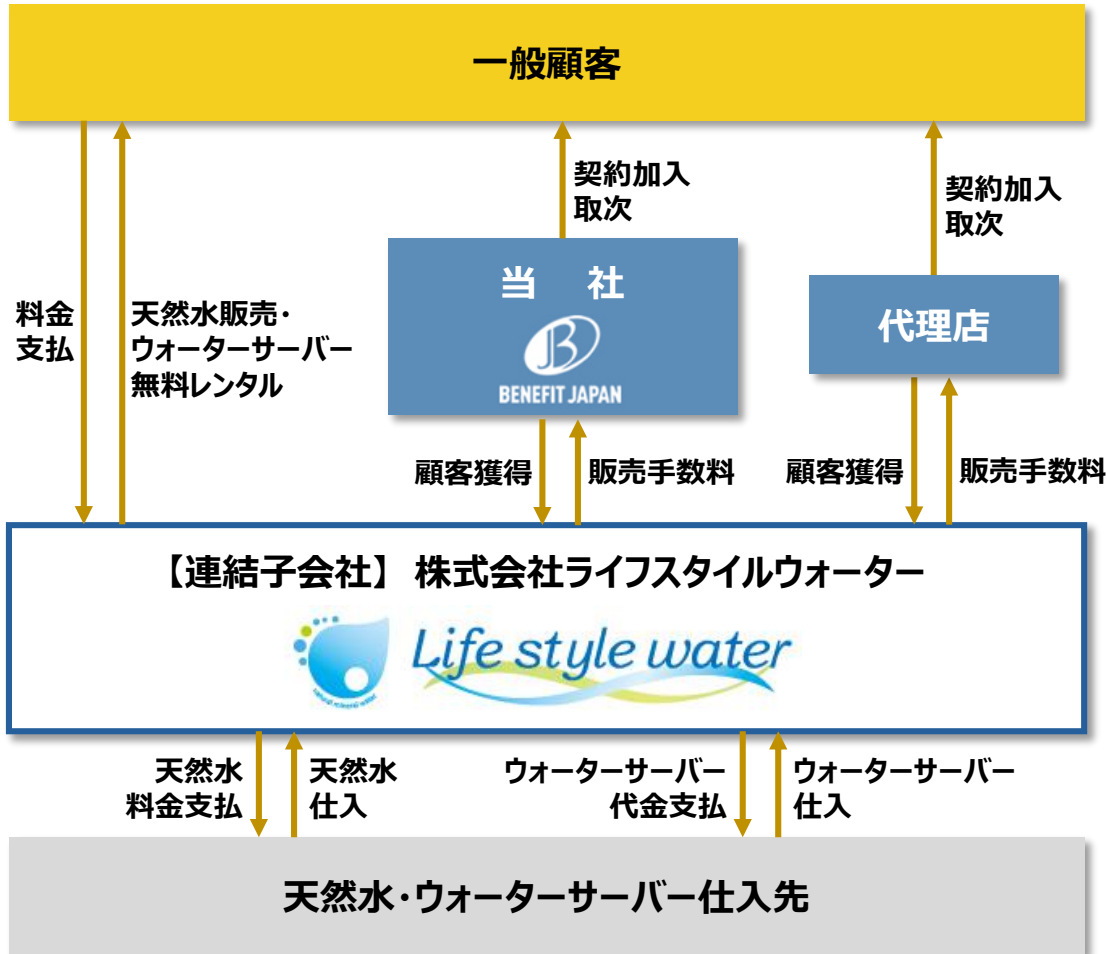 一般顧客
契約加入
取次
契約加入
取次
当 社
BENEFIT JAPAN
代理店
料金
支払
天然水販売・
ウォーターサーバー
無料レンタル
顧客獲得
販売手数料
顧客獲得
販売手数料
【連結子会社】 株式会社ライフスタイルウォーター
Life style water
natural mineral water
天然水
料金支払
天然水
仕入
ウォーターサーバー
代金支払
ウォーターサーバー
仕入
天然水・ウォーターサーバー仕入先